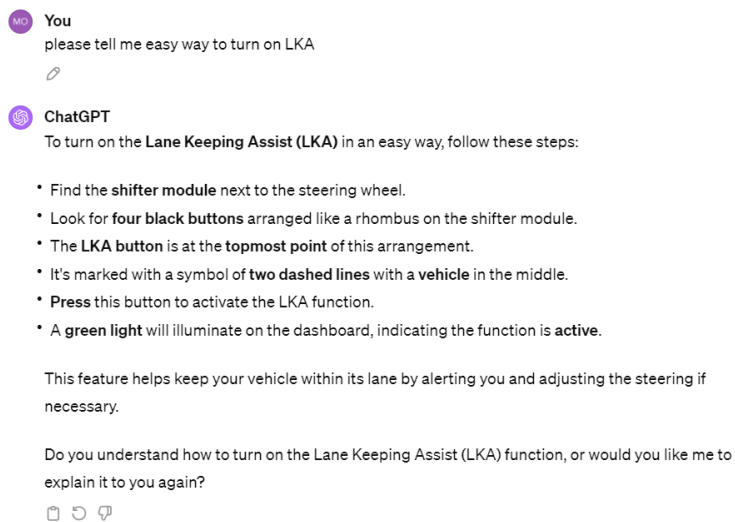 MO
You
please tell me easy way to turn on LKA
ChatGPT
To turn on the Lane Keeping Assist (LKA) in an easy way, follow these steps:
• Find the shifter module next to the steering wheel.
• Look for four black buttons arranged like a rhombus on the shifter module.
• The LKA button is at the topmost point of this arrangement.
• It's marked with a symbol of two dashed lines with a vehicle in the middle.
• Press this button to activate the LKA function.
• A green light will illuminate on the dashboard, indicating the function is active.
This feature helps keep your vehicle within its lane by alerting you and adjusting the steering if
necessary.
Do you understand how to turn on the Lane Keeping Assist (LKA) function, or would you like me to
explain it to you again?